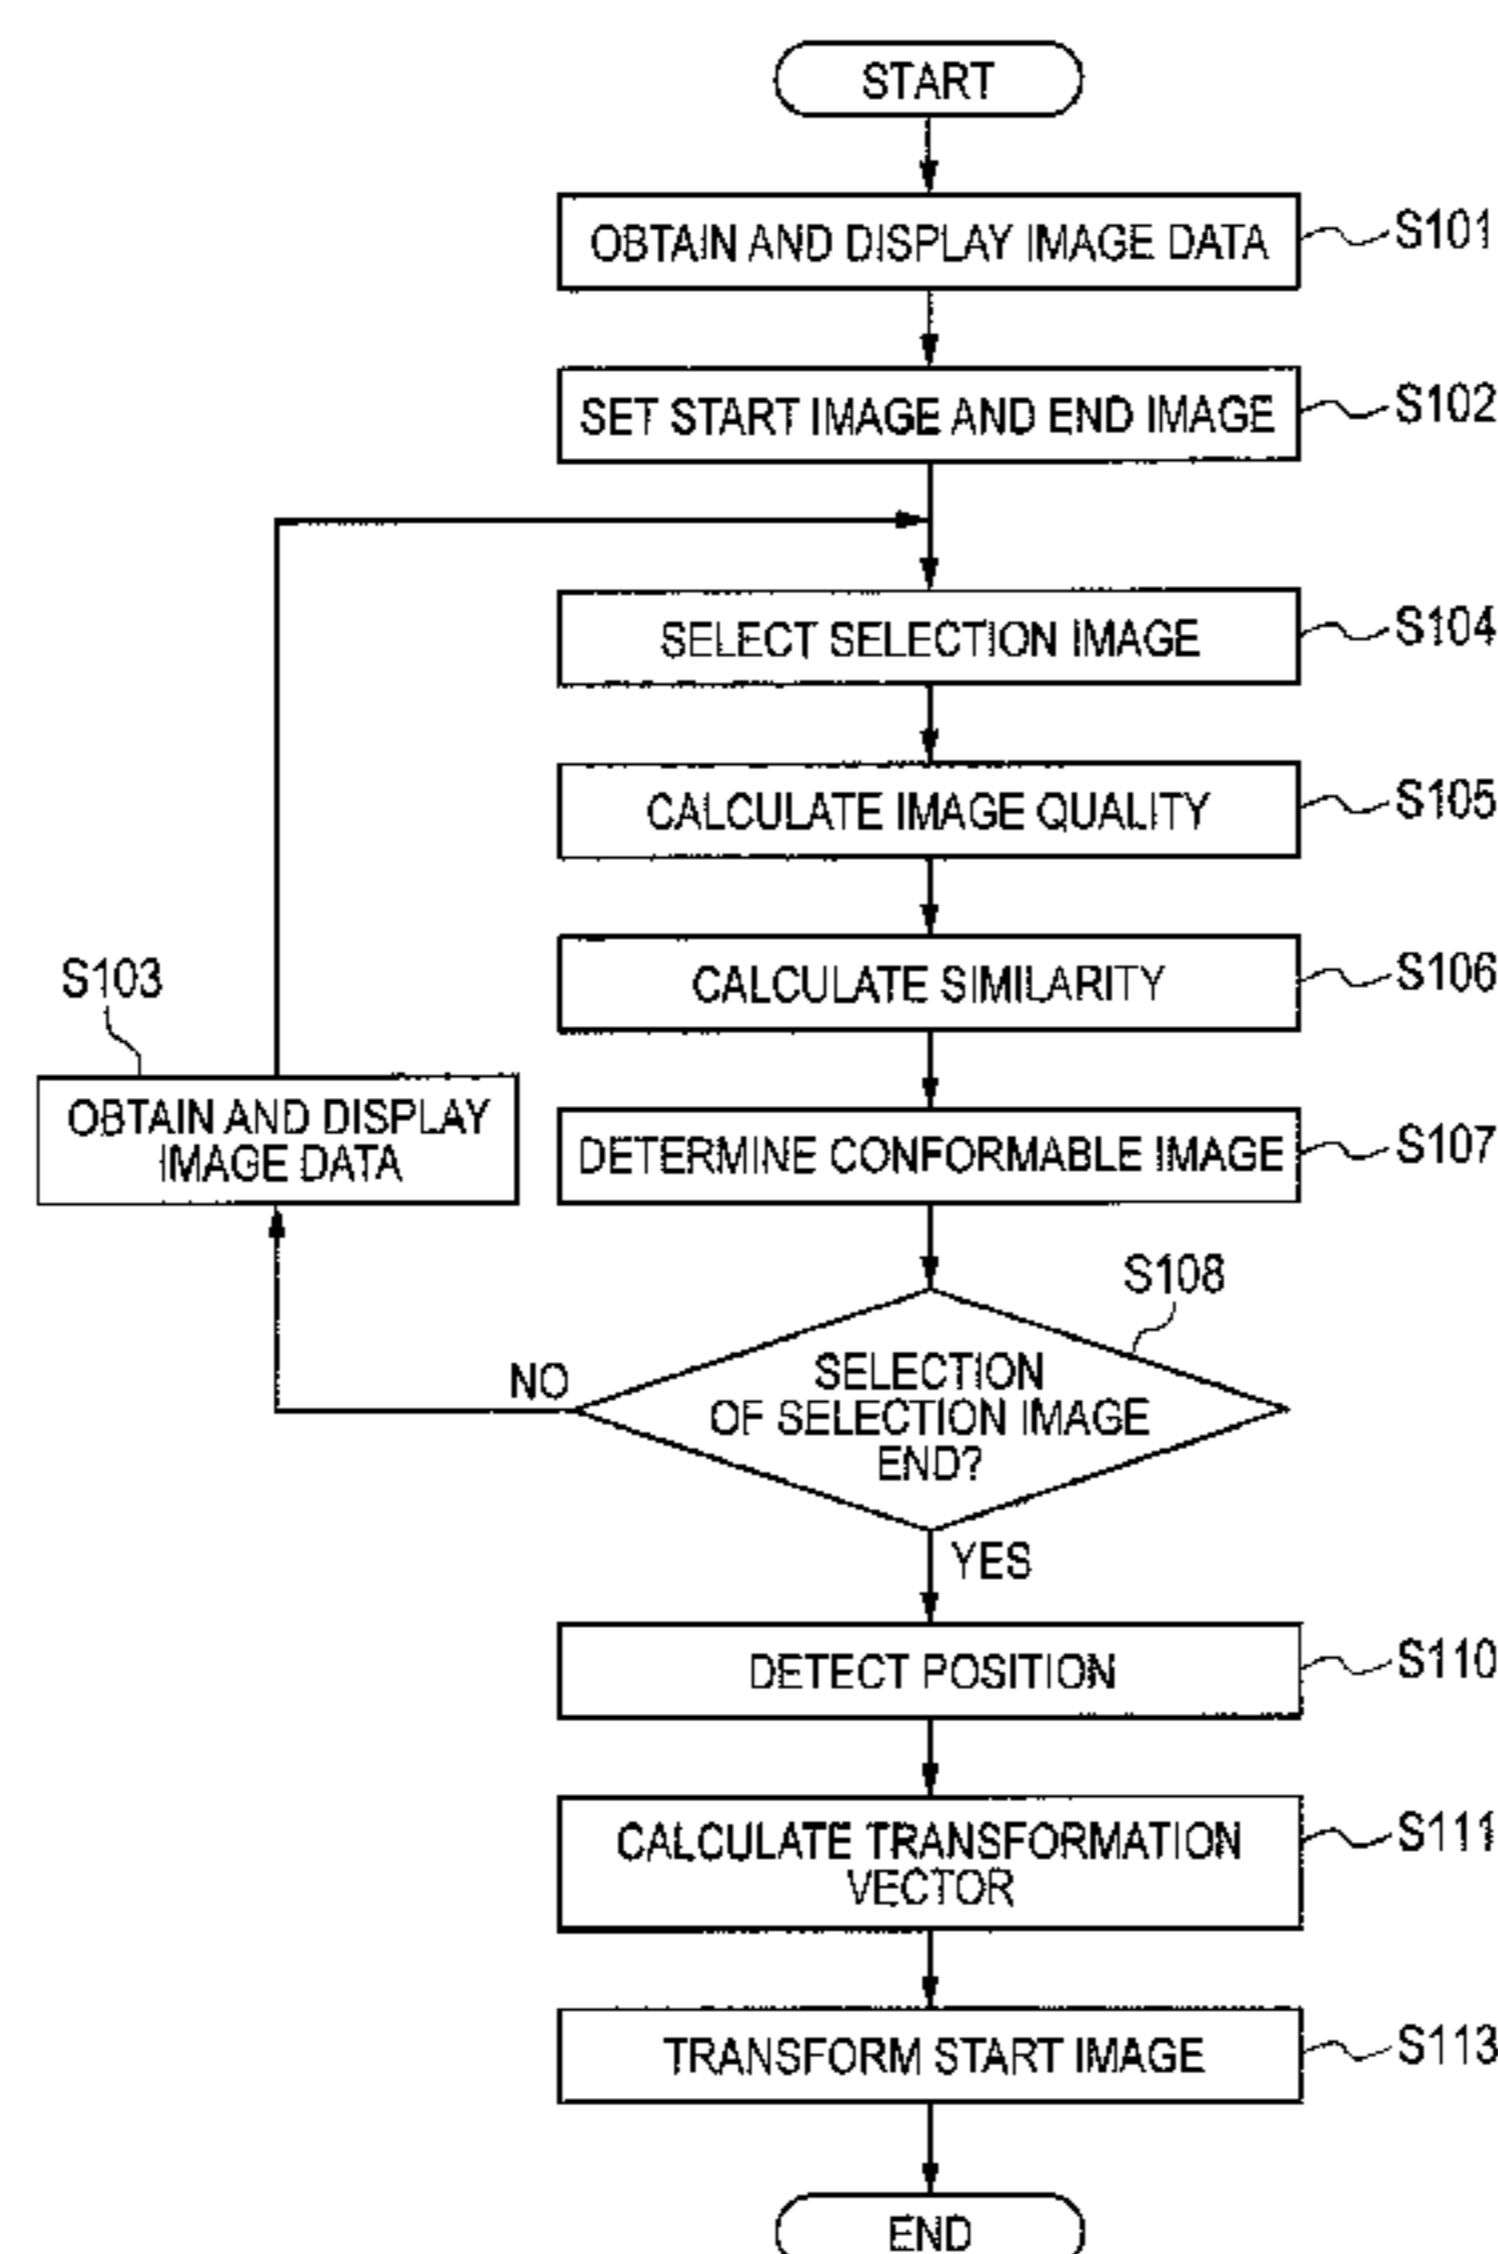 START
OBTAIN AND DISPLAY IMAGE DATA
S101
SET START IMAGE AND END IMAGE
S102
SELECT SELECTION IMAGE
S104
CALCULATE IMAGE QUALITY
S105
CALCULATE SIMILARITY
S106
S103
OBTAIN AND DISPLAY
IMAGE DATA
DETERMINE CONFORMABLE IMAGE
S107
S108
SELECTION
OF SELECTION IMAGE
END?
NO
YES
DETECT POSITION
S110
CALCULATE TRANSFORMATION
VECTOR
S111
TRANSFORM START IMAGE
S113
END